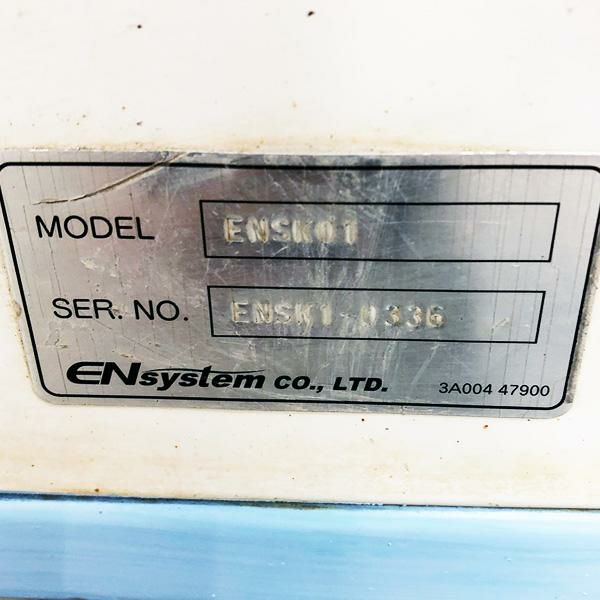 MODEL ENSK01
SER. NO. ENSK1-0336
ENsystem CO., LTD. 3A004 47900